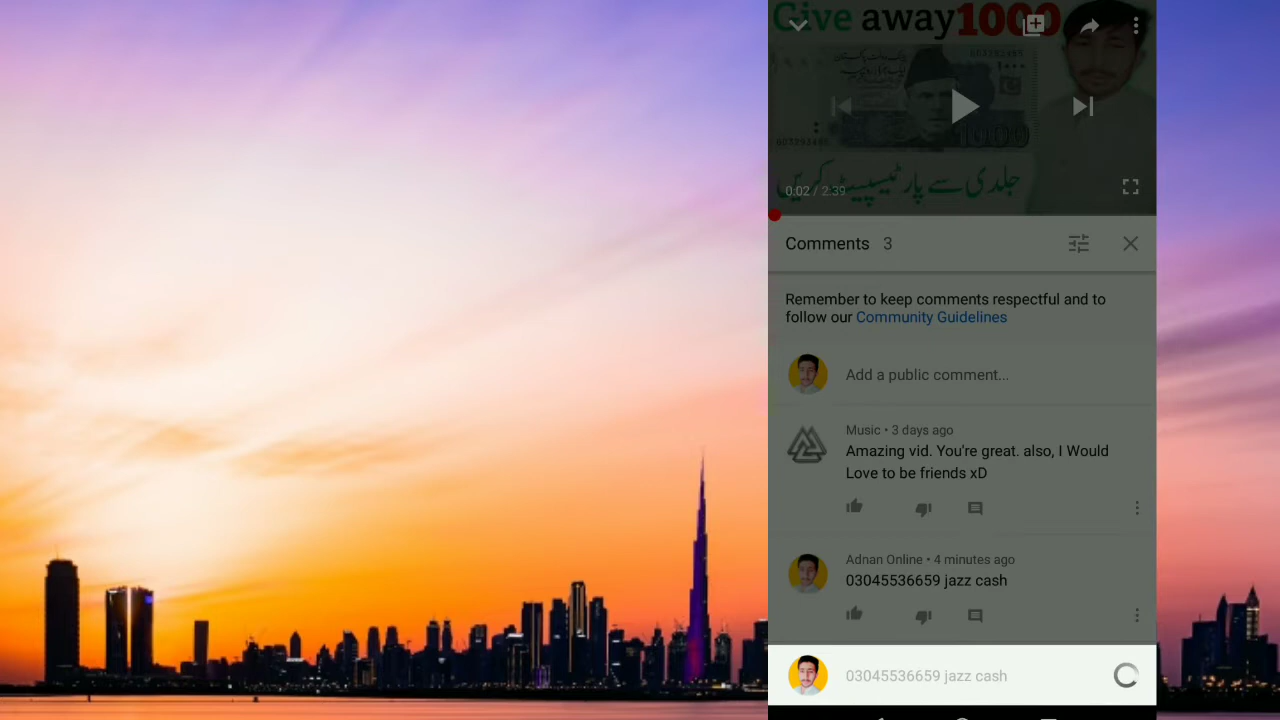 Give away1000
جلدی سے پارٹیسپیٹ کریں
0:02 / 2:39
Comments 3
Remember to keep comments respectful and to
follow our Community Guidelines
Add a public comment...
Music • 3 days ago
Amazing vid. You're great. also, I Would
Love to be friends xD
Adnan Online • 4 minutes ago
03045536659 jazz cash
03045536659 jazz cash